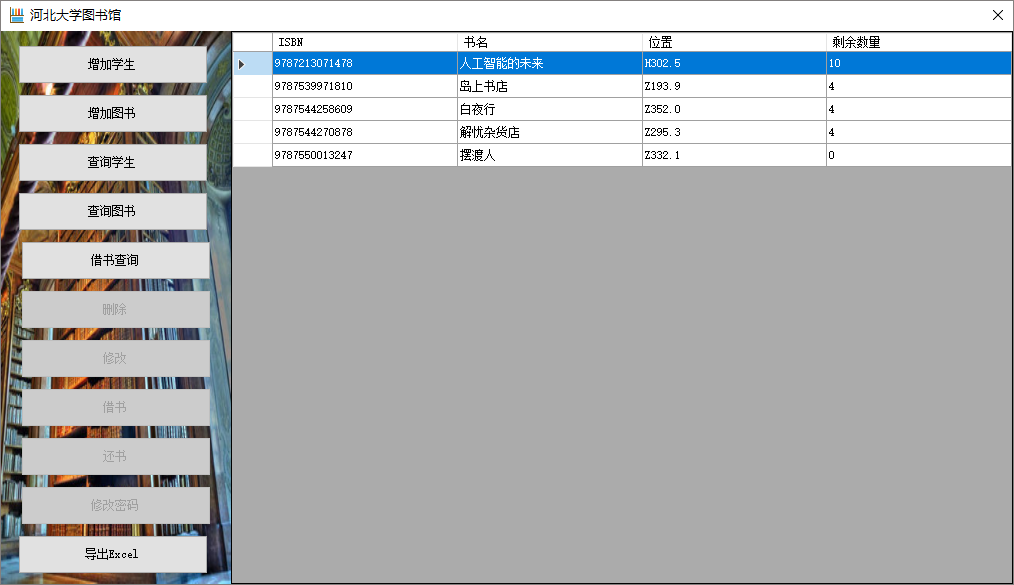 河北大学图书馆
增加学生
增加图书
查询学生
查询图书
借书查询
删除
修改
借书
还书
修改密码
导出Excel
ISBN 书名 位置 剩余数量
9787213071478 人工智能的未来 H302.5 10
9787539971810 岛上书店 Z193.9 4
9787544258609 白夜行 Z352.0 4
9787544270878 解忧杂货店 Z295.3 4
9787550013247 摆渡人 Z332.1 0